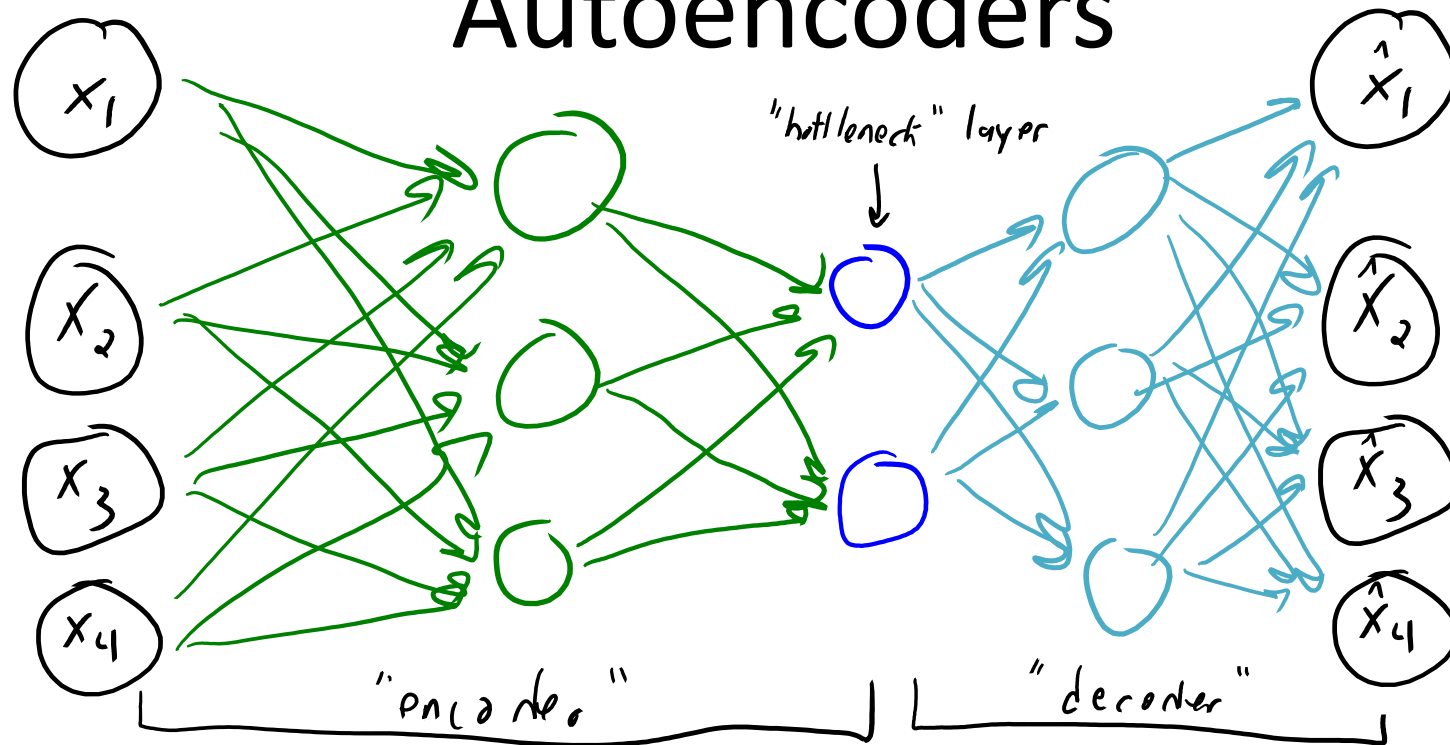 Autoencoders
"bottleneck" layer
x1
x2
x3
x4
x̂1
x̂2
x̂3
x̂4
"encoder"
"decoder"